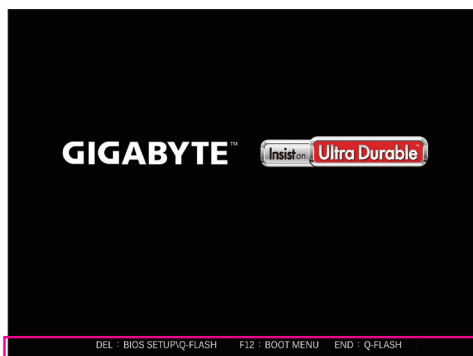 GIGABYTE™ Insist on Ultra Durable™
DEL : BIOS SETUP\Q-FLASH F12 : BOOT MENU END : Q-FLASH